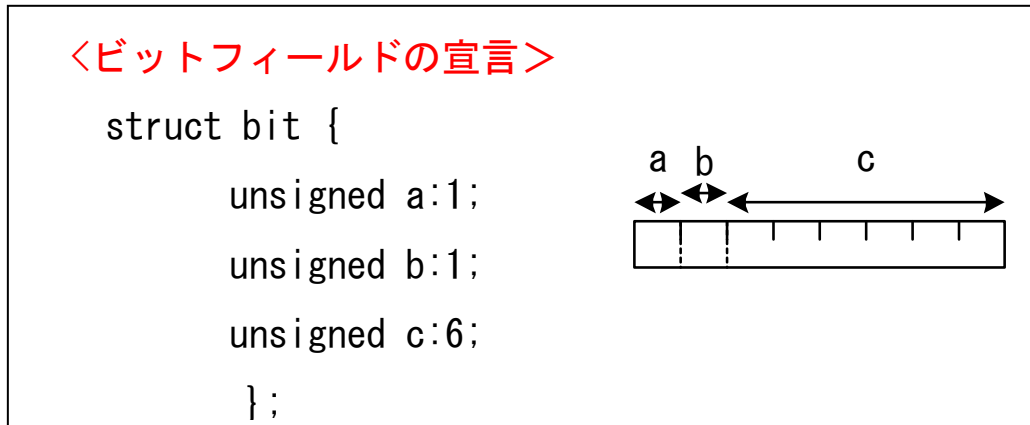 <ビットフィールドの宣言>
struct bit {
unsigned a:1;
unsigned b:1;
unsigned c:6;
};
a b c